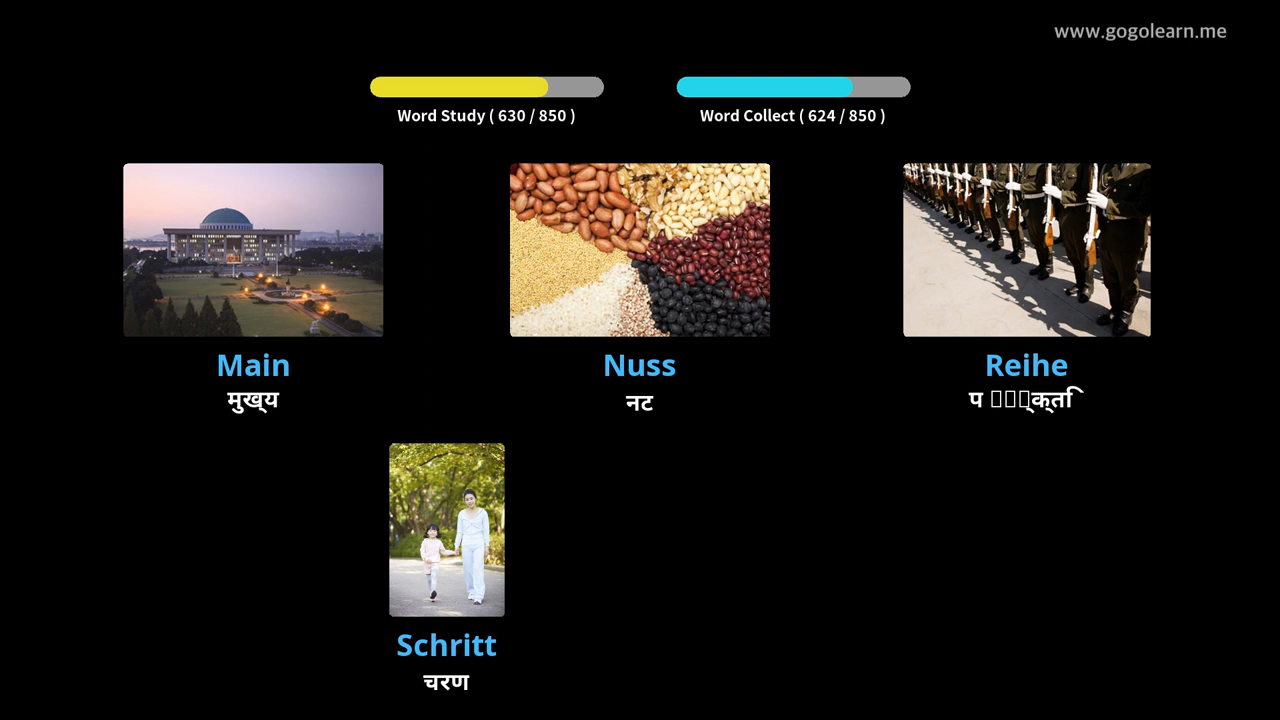 www.gogolearn.me
Word Study ( 630 / 850 )
Word Collect ( 624 / 850 )
Main
मुख्य
Nuss
नट
Reihe
Schritt
चरण